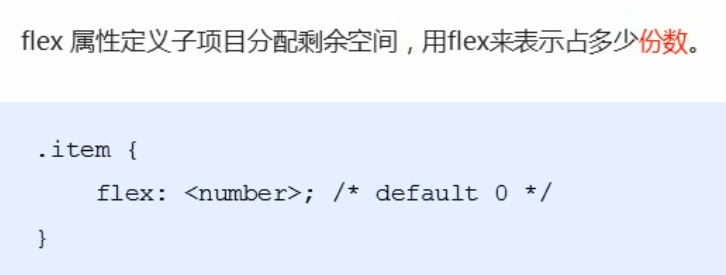 flex 属性定义子项目分配剩余空间，用flex来表示占多少份数。
.item {
    flex: <number>; /* default 0 */
}